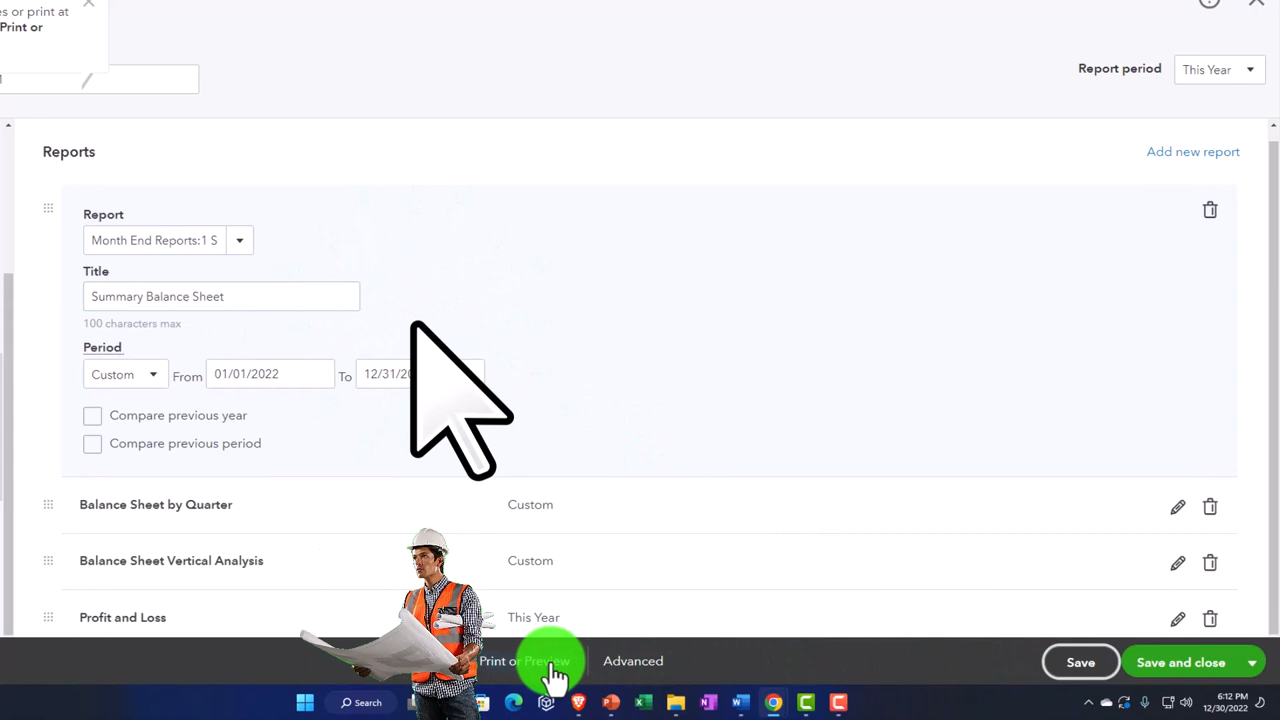 es or print at
Print or
Report period
This Year
Reports
Add new report
Report
Month End Reports:1 S
Title
Summary Balance Sheet
100 characters max
Period
Custom
From
01/01/2022
To
Compare previous year
Compare previous period
Balance Sheet by Quarter
Custom
Balance Sheet Vertical Analysis
Custom
Profit and Loss
This Year
Print or Preview
Advanced
Save
Save and close
Search
6:12 PM
12/30/2022